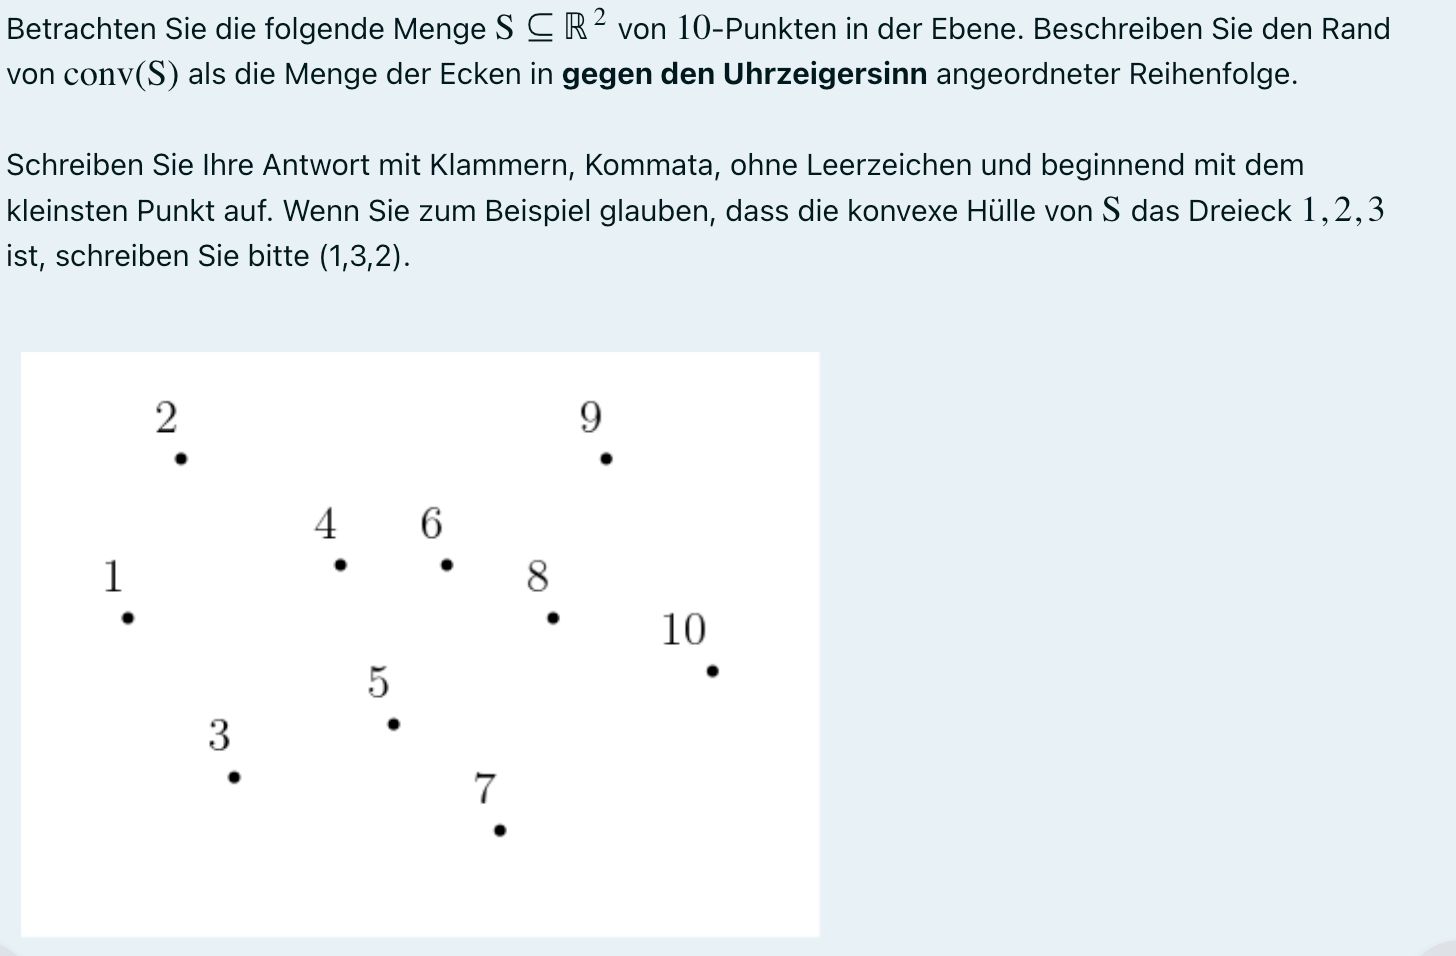 Betrachten Sie die folgende Menge S ⊆ ℝ² von 10-Punkten in der Ebene. Beschreiben Sie den Rand
von conv(S) als die Menge der Ecken in gegen den Uhrzeigersinn angeordneter Reihenfolge.
Schreiben Sie Ihre Antwort mit Klammern, Kommata, ohne Leerzeichen und beginnend mit dem
kleinsten Punkt auf. Wenn Sie zum Beispiel glauben, dass die konvexe Hülle von S das Dreieck 1,2,3
ist, schreiben Sie bitte (1,3,2).
2 9
4 6
1 8
10
5
3
7